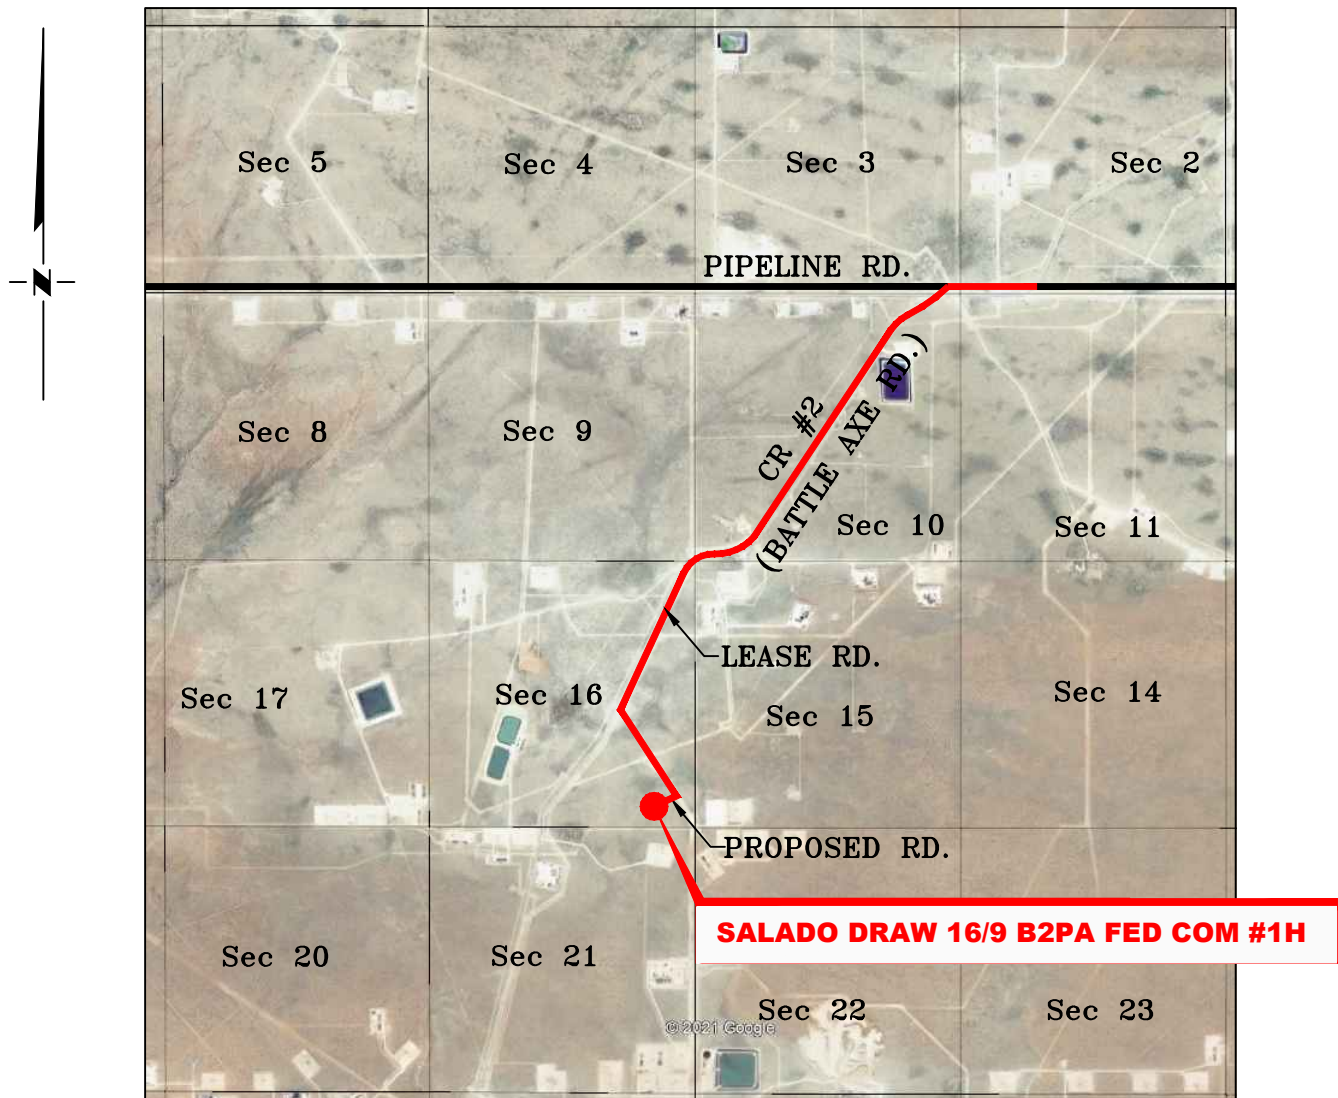 Sec 5
Sec 4
Sec 3
Sec 2
PIPELINE RD.
Sec 8
Sec 9
CR #2
(BATTLE AXE RD.)
Sec 10
Sec 11
LEASE RD.
Sec 17
Sec 16
Sec 15
Sec 14
PROPOSED RD.
SALADO DRAW 16/9 B2PA FED COM #1H
Sec 20
Sec 21
Sec 22
Sec 23
© 2021 Google
N